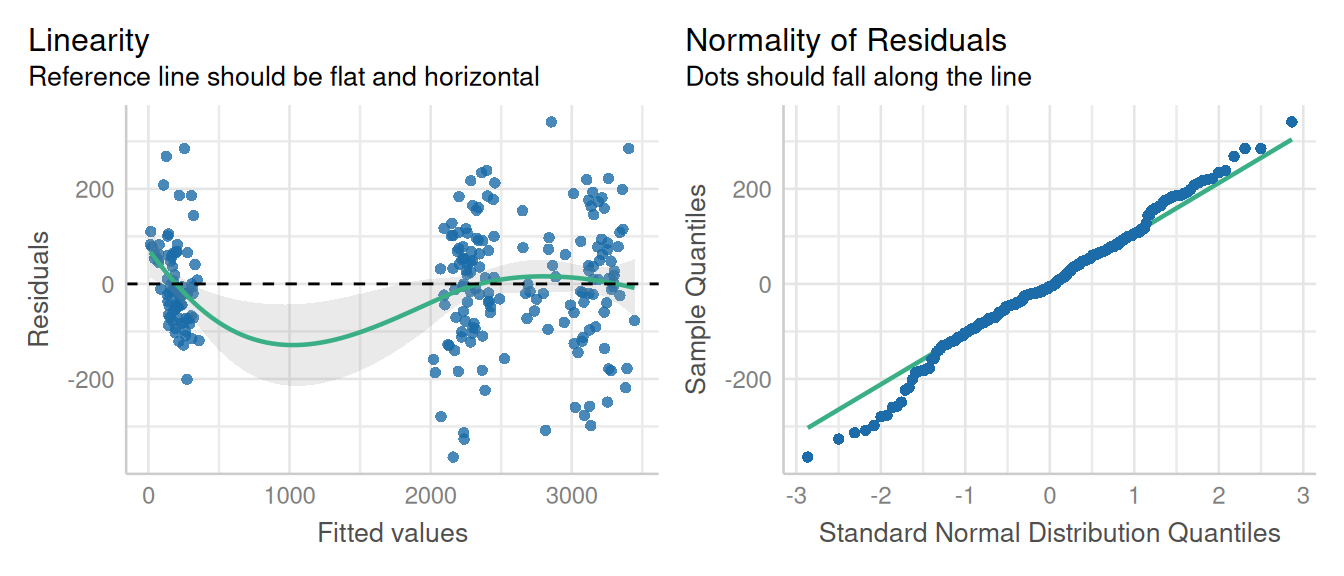 Linearity
Reference line should be flat and horizontal
Residuals
200
0
-200
0
1000
2000
3000
Fitted values
Normality of Residuals
Dots should fall along the line
Sample Quantiles
200
0
-200
-3
-2
-1
0
1
2
3
Standard Normal Distribution Quantiles